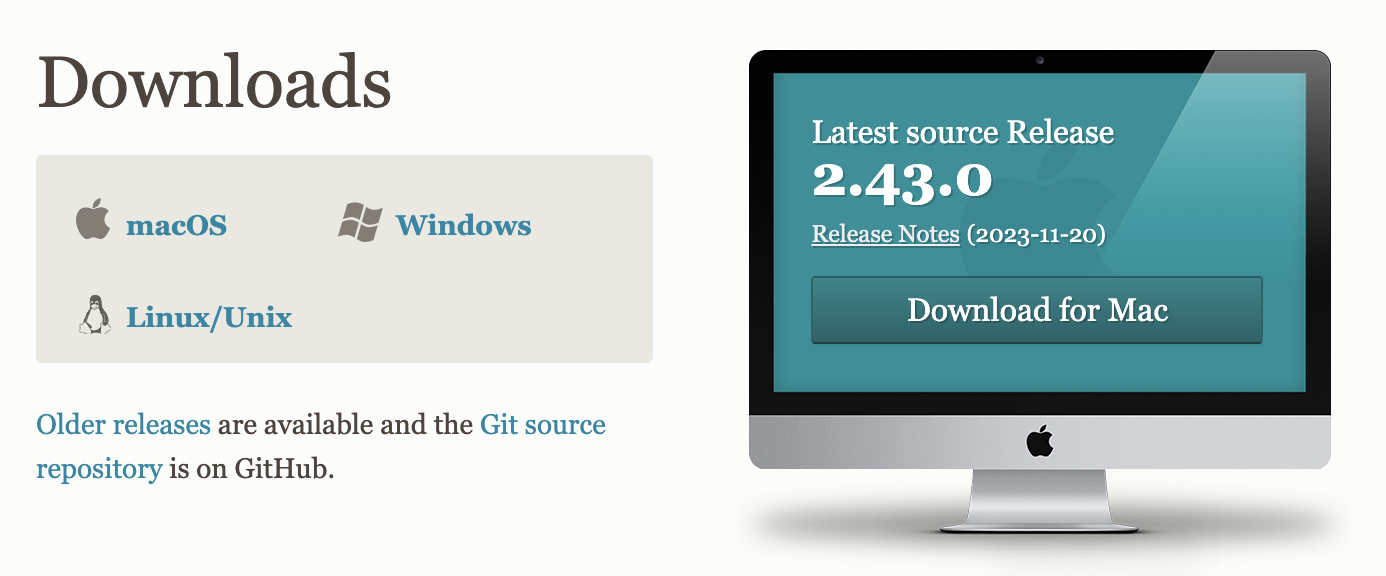 Downloads
macOS
Windows
Linux/Unix
Older releases are available and the Git source
repository is on GitHub.
Latest source Release
2.43.0
Release Notes (2023-11-20)
Download for Mac